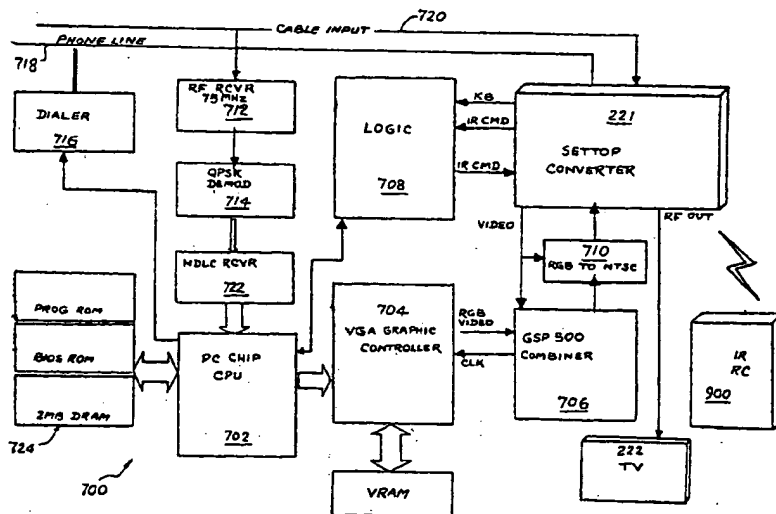 720
CABLE INPUT
PHONE LINE
718
RF RCVR
75 MHz
712
DIALER
716
LOGIC
708
KB
IR CMD
IR CMD
221
SETTOP
CONVERTER
QPSK
DEMOD
714
VIDEO
RF OUT
HDLC RCVR
722
710
RGB TO NTSC
PROG ROM
BIOS ROM
2MB DRAM
724
PC CHIP
CPU
702
704
VGA GRAPHIC
CONTROLLER
RGB
VIDEO
CLK
GSP 500
COMBINER
706
IR
RC
900
700
VRAM
222
TV